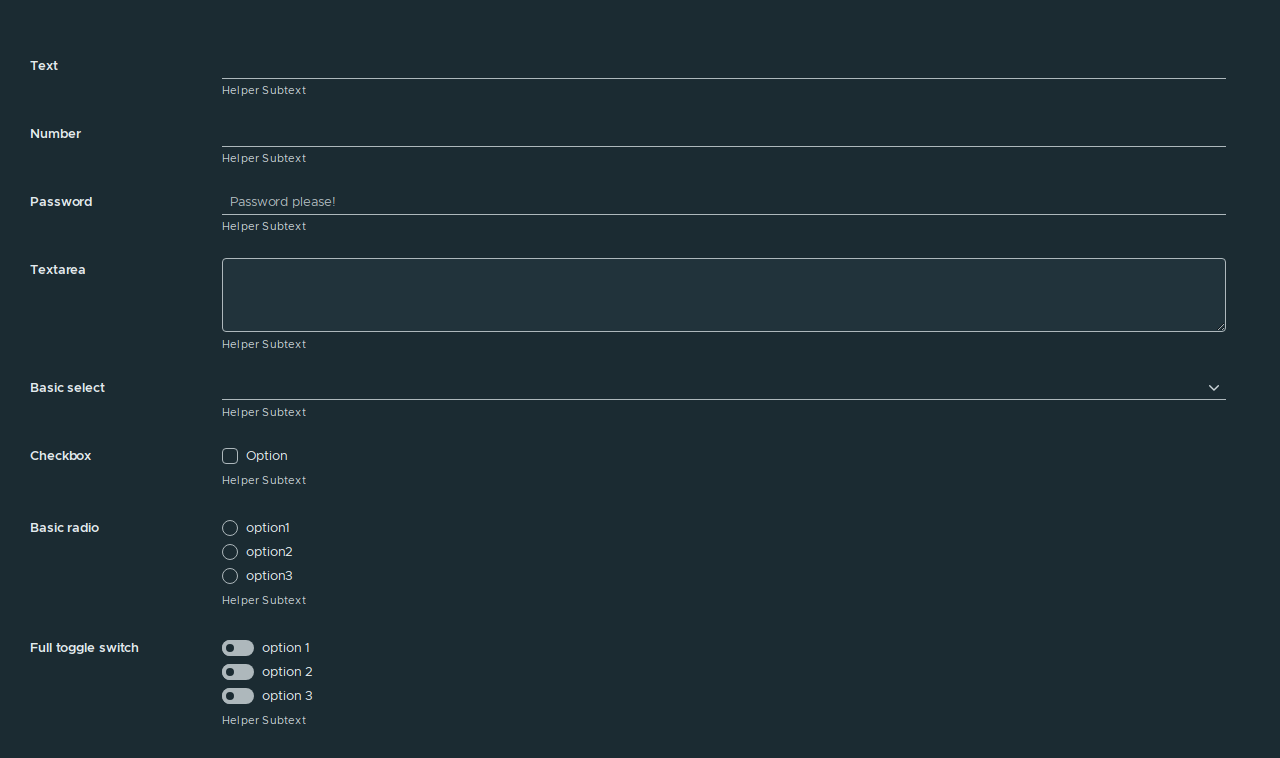 Text
Helper Subtext
Number
Helper Subtext
Password
Password please!
Helper Subtext
Textarea
Helper Subtext
Basic select
Helper Subtext
Checkbox
Option
Helper Subtext
Basic radio
option1
option2
option3
Helper Subtext
Full toggle switch
option 1
option 2
option 3
Helper Subtext